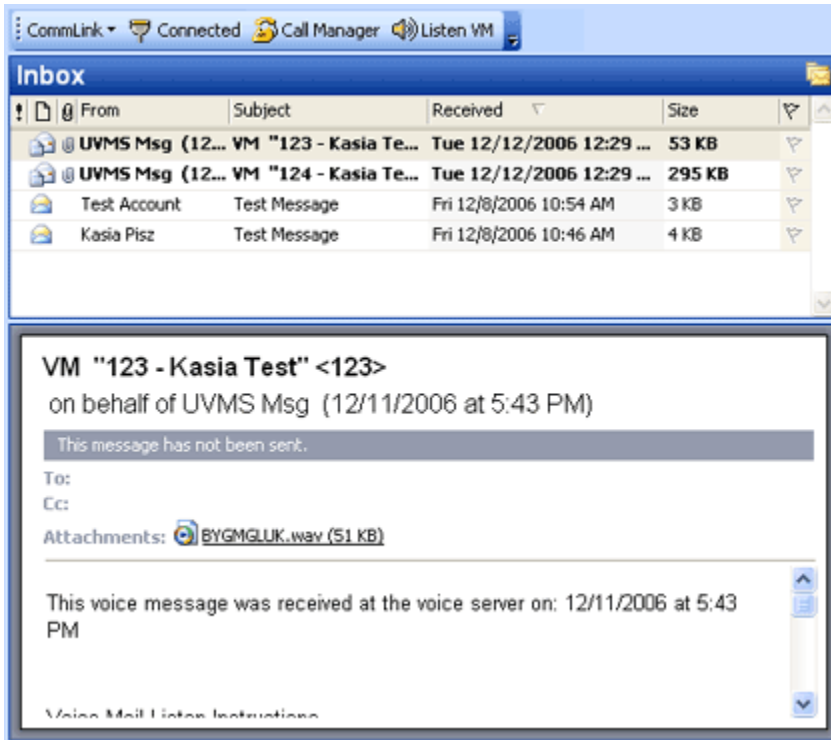 CommLink Connected Call Manager Listen VM
Inbox
! From Subject Received Size
UVMS Msg (12... VM "123 - Kasia Te... Tue 12/12/2006 12:29 ... 53 KB
UVMS Msg (12... VM "124 - Kasia Te... Tue 12/12/2006 12:29 ... 295 KB
Test Account Test Message Fri 12/8/2006 10:54 AM 3 KB
Kasia Pisz Test Message Fri 12/8/2006 10:46 AM 4 KB
VM "123 - Kasia Test" <123>
on behalf of UVMS Msg (12/11/2006 at 5:43 PM)
This message has not been sent.
To:
Cc:
Attachments: BYGMGLUK.wav (51 KB)
This voice message was received at the voice server on: 12/11/2006 at 5:43
PM
Voice Mail Listen Instructions